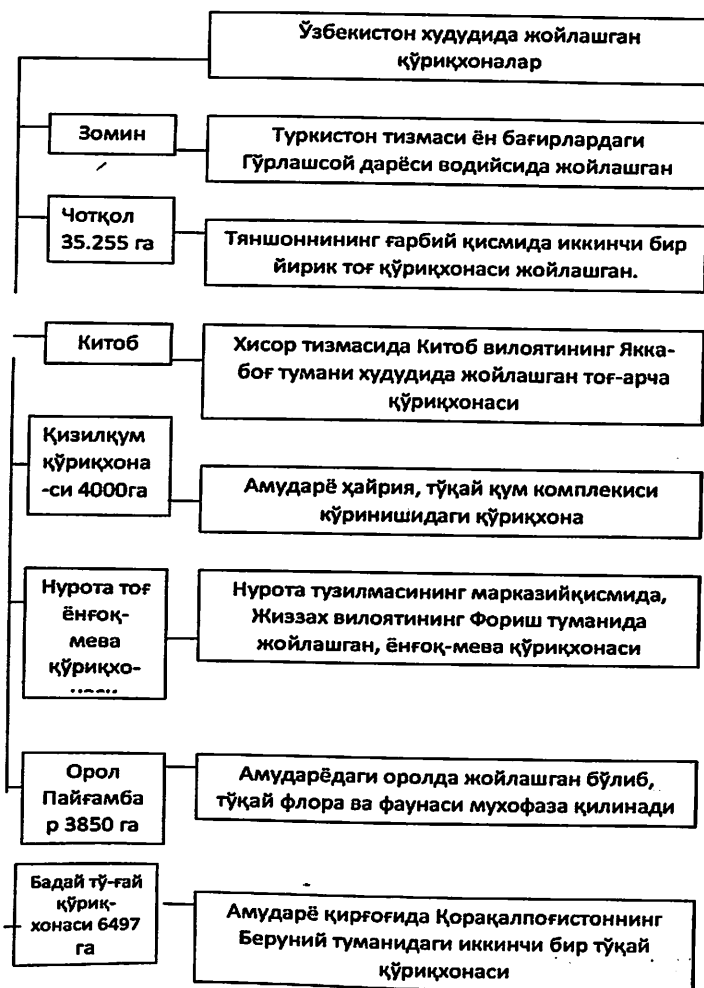 Ўзбекистон худудида жойлашган
қўриқхоналар
Зомин
Туркистон тизмаси ён бағирлардаги
Гўрлашсой дарёси водийсида жойлашган
Чотқол
35.255 га
Тяншоннининг ғарбий қисмида иккинчи бир
йирик тоғ қўриқхонаси жойлашган.
Китоб
Хисор тизмасида Китоб вилоятининг Якка-
боғ тумани худудида жойлашган тоғ-арча
қўриқхонаси
Қизилқум
қўриқхона
-си 4000га
Амударё ҳайрия, тўқай қум комплекиси
кўринишидаги қўриқхона
Нурота тоғ
ёнғоқ-
мева
қўриқхо-
Нурота тузилмасининг марказийқисмида,
Жиззах вилоятининг Фориш туманида
жойлашган, ёнғоқ-мева қўриқхонаси
Орол
Пайғамба
р 3850 га
Амударёдаги оролда жойлашган бўлиб,
тўқай флора ва фаунаси мухофаза қилинади
Бадай тў-ғай
қўриқ-
хонаси 6497
га
Амударё қирғоғида Қорақалпоғистоннинг
Беруний туманидаги иккинчи бир тўқай
қўриқхонаси